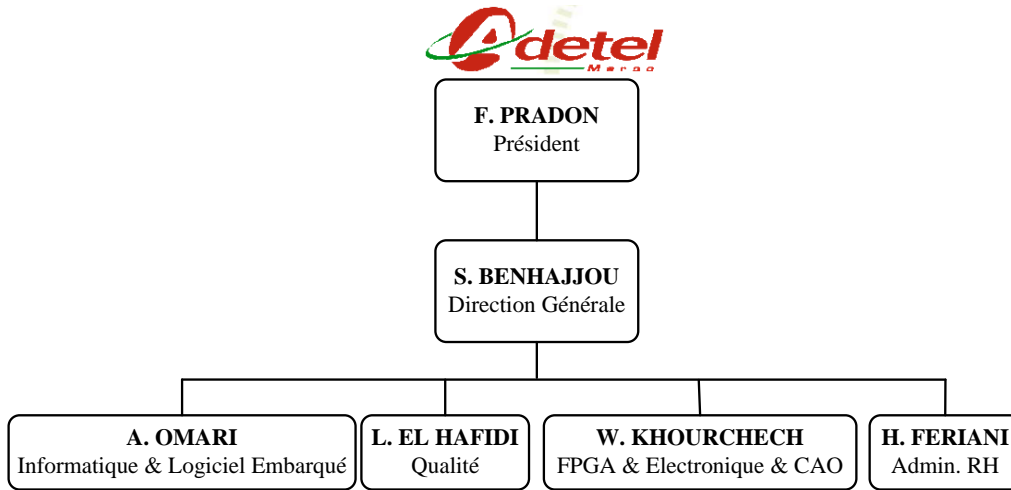 Adetel
Maroc
F. PRADON
Président
S. BENHAJJOU
Direction Générale
A. OMARI
Informatique & Logiciel Embarqué
L. EL HAFIDI
Qualité
W. KHOURCHECH
FPGA & Electronique & CAO
H. FERIANI
Admin. RH